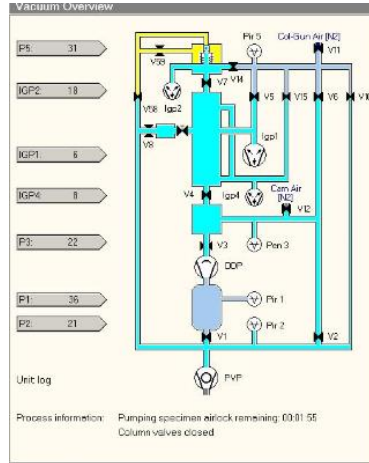 Vacuum Overview
P5: 31
IGP2: 18
IGP1: 6
IGP4: 8
P3: 22
P1: 36
P2: 21
Pir 5
Col-Gun Air [N2]
V11
V59
V14
V7
V58
Igp2
V5
V15
V6
V8
Igp1
V4
Igp4
Cam Air
[N2]
V12
V3
Pen 3
ODP
Pir 1
Pir 2
V1
V2
PVP
Unit log
Process information: Pumping specimen airlock remaining: 00:01:55
Column valves closed